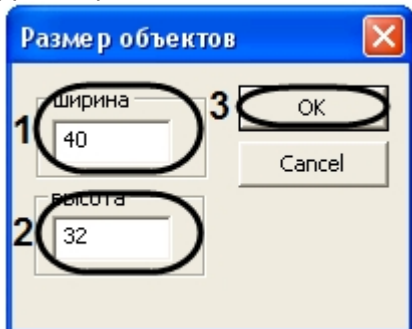 Размер объектов
ширина
3 OK
1 40
Cancel
высота
2 32